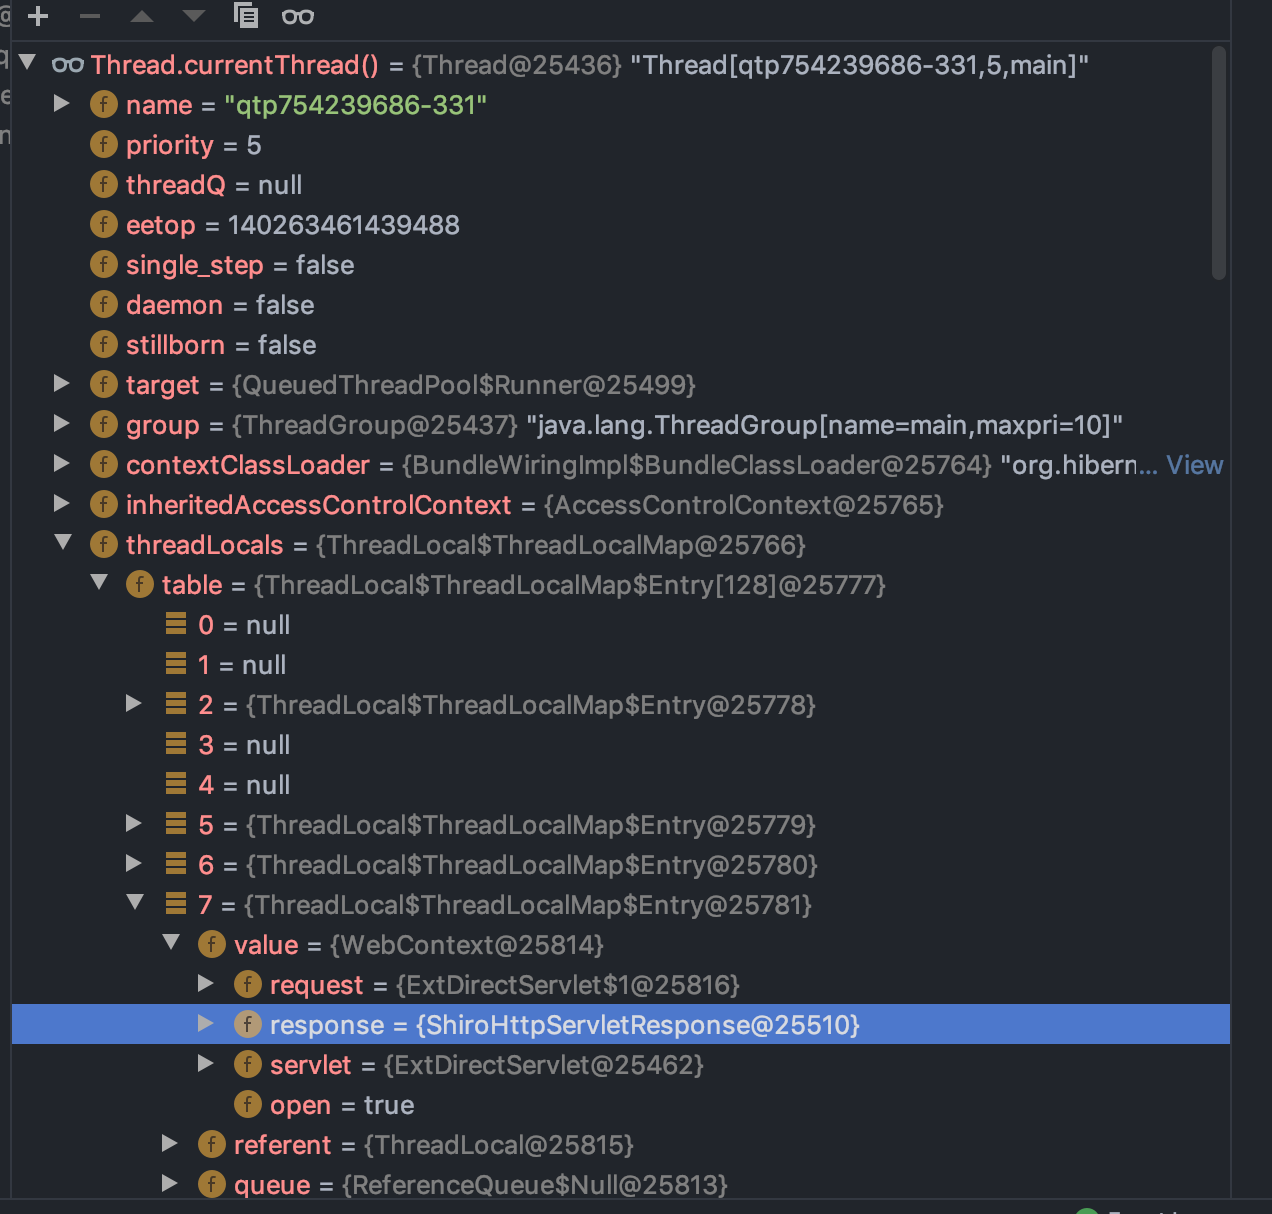 Thread.currentThread() = {Thread@25436} "Thread[qtp754239686-331,5,main]"
f name = "qtp754239686-331"
f priority = 5
f threadQ = null
f eetop = 140263461439488
f single_step = false
f daemon = false
f stillborn = false
f target = {QueuedThreadPool$Runner@25499}
f group = {ThreadGroup@25437} "java.lang.ThreadGroup[name=main,maxpri=10]"
f contextClassLoader = {BundleWiringImpl$BundleClassLoader@25764} "org.hibern... View
f inheritedAccessControlContext = {AccessControlContext@25765}
f threadLocals = {ThreadLocal$ThreadLocalMap@25766}
f table = {ThreadLocal$ThreadLocalMap$Entry[128]@25777}
0 = null
1 = null
2 = {ThreadLocal$ThreadLocalMap$Entry@25778}
3 = null
4 = null
5 = {ThreadLocal$ThreadLocalMap$Entry@25779}
6 = {ThreadLocal$ThreadLocalMap$Entry@25780}
7 = {ThreadLocal$ThreadLocalMap$Entry@25781}
f value = {WebContext@25814}
f request = {ExtDirectServlet$1@25816}
f response = {ShiroHttpServletResponse@25510}
f servlet = {ExtDirectServlet@25462}
f open = true
f referent = {ThreadLocal@25815}
f queue = {ReferenceQueue$Null@25813}